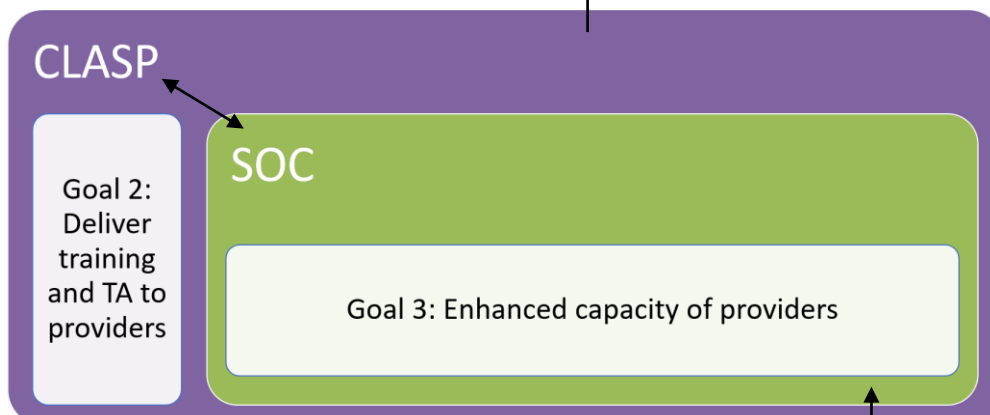 CLASP
SOC
Goal 2:
Deliver
training
and TA to
providers
Goal 3: Enhanced capacity of providers